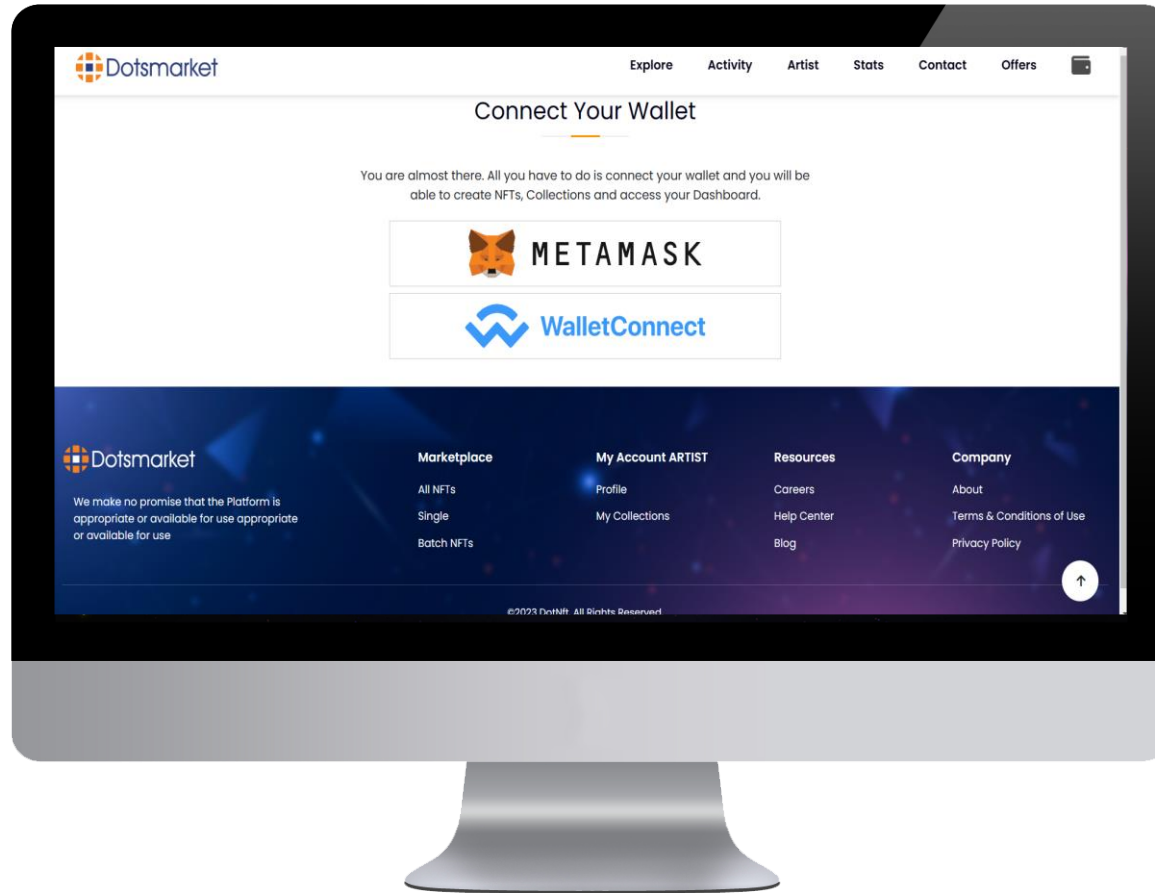 Dotsmarket
Explore Activity Artist Stats Contact Offers
Connect Your Wallet
You are almost there. All you have to do is connect your wallet and you will be
able to create NFTs, Collections and access your Dashboard.
METAMASK
WalletConnect
Dotsmarket
We make no promise that the Platform is
appropriate or available for use appropriate
or available for use
Marketplace
All NFTs
Single
Batch NFTs
My Account ARTIST
Profile
My Collections
Resources
Careers
Help Center
Blog
Company
About
Terms & Conditions of Use
Privacy Policy
©2023 DotNft. All Rights Reserved